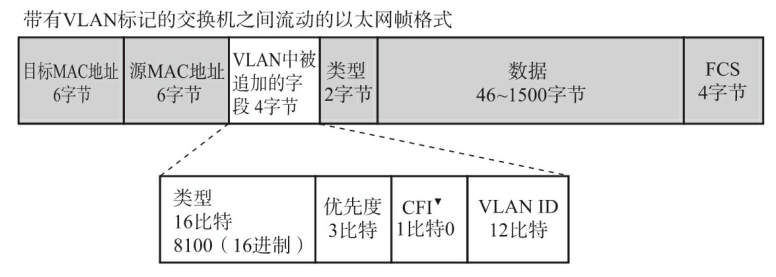 带有VLAN标记的交换机之间流动的以太网帧格式
目标MAC地址
6字节
源MAC地址
6字节
VLAN中被
追加的字
段 4字节
类型
2字节
数据
46~1500字节
FCS
4字节
类型
16比特
8100（16进制）
优先度
3比特
CFI▼
1比特0
VLAN ID
12比特